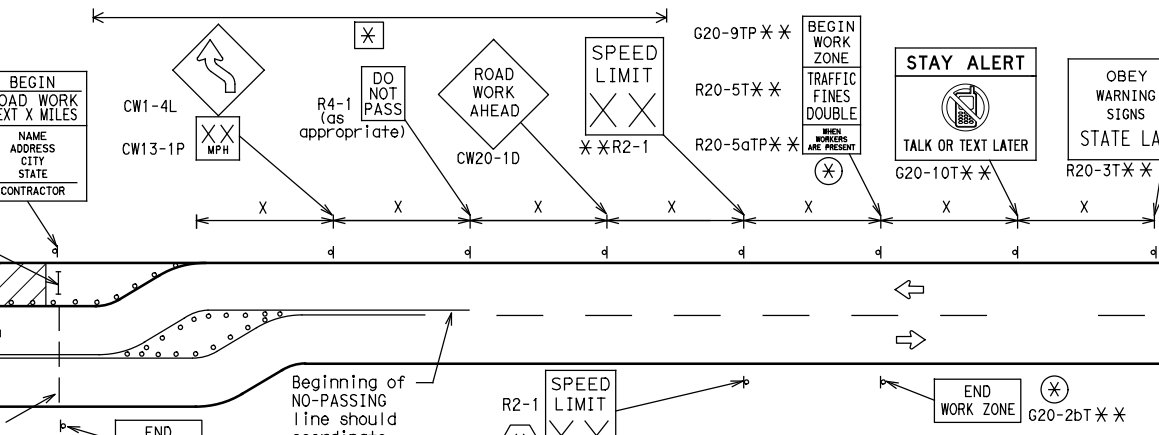 BEGIN
ROAD WORK
NEXT X MILES
NAME
ADDRESS
CITY
STATE
CONTRACTOR
CW1-4L
CW13-1P
XX
MPH
R4-1
(as
appropriate)
*
DO
NOT
PASS
ROAD
WORK
AHEAD
CW20-1D
SPEED
LIMIT
X X
**R2-1
G20-9TP**
R20-5T**
R20-5aTP**
BEGIN
WORK
ZONE
TRAFFIC
FINES
DOUBLE
WHEN
WORKERS
ARE PRESENT
*
STAY ALERT
TALK OR TEXT LATER
G20-10T**
OBEY
WARNING
SIGNS
STATE LA
R20-3T**
X X X X X X X
Beginning of
NO-PASSING
line should
coordinate
R2-1
SPEED
LIMIT
X X
END
WORK ZONE
*
G20-2bT**
END